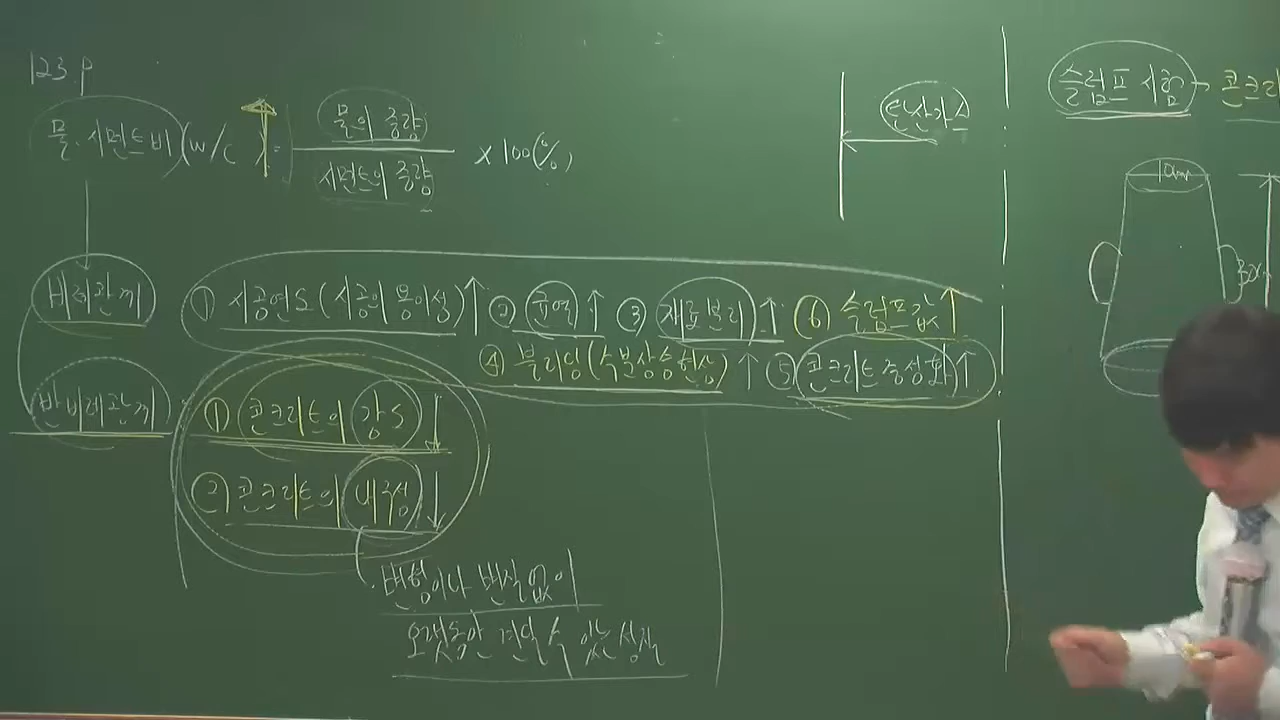 123.p
물.시멘트비(W/C ↑) = 물의 중량 / 시멘트의 중량 × 100(%)
탄산가스
비례관계
① 시공연도(시공의 용이성)↑ ② 균열↑ ③ 재료분리↑ ⑥ 슬럼프값↑
④ 블리딩(수분상승현상)↑ ⑤ 콘크리트 중성화↑
반비례관계
① 콘크리트의 강도↓
② 콘크리트의 내구성↓
변형이나 변질없이
오랫동안 견딜 수 있는 성질
슬럼프 시험 - 콘크리
10cm